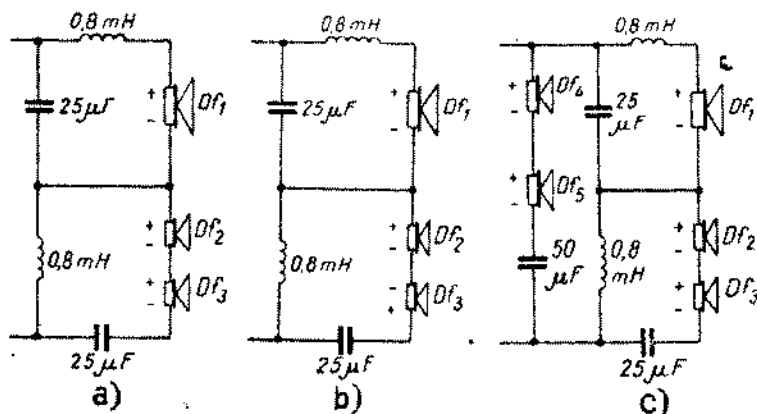 0,8 mH
25 µF
+
-
Df1
0,8 mH
+
-
Df2
+
-
Df3
25 µF
a)
0,8 mH
25 µF
+
-
Df1
0,8 mH
+
-
Df2
-
+
Df3
25 µF
b)
0,8 mH
+
-
Df4
25
µF
+
-
Df1
+
-
Df5
50
µF
0,8
mH
+
-
Df2
+
-
Df3
25 µF
c)